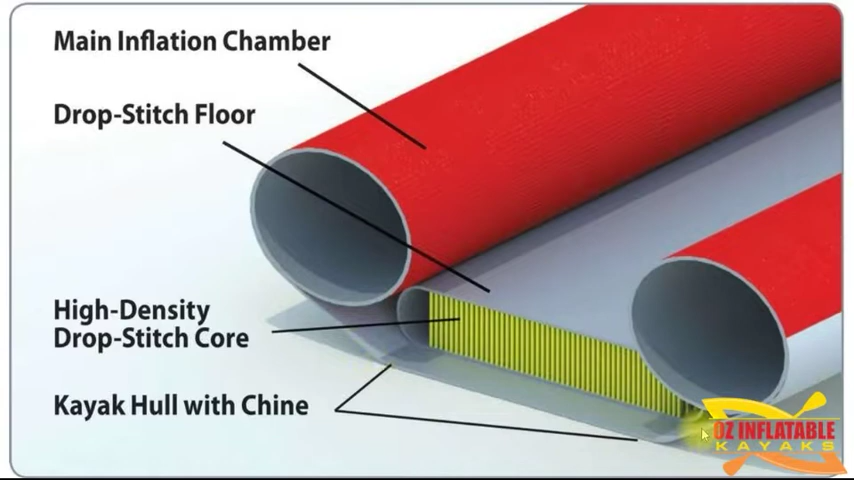 Main Inflation Chamber
Drop-Stitch Floor
High-Density
Drop-Stitch Core
Kayak Hull with Chine
OZ INFLATABLE
KAYAKS